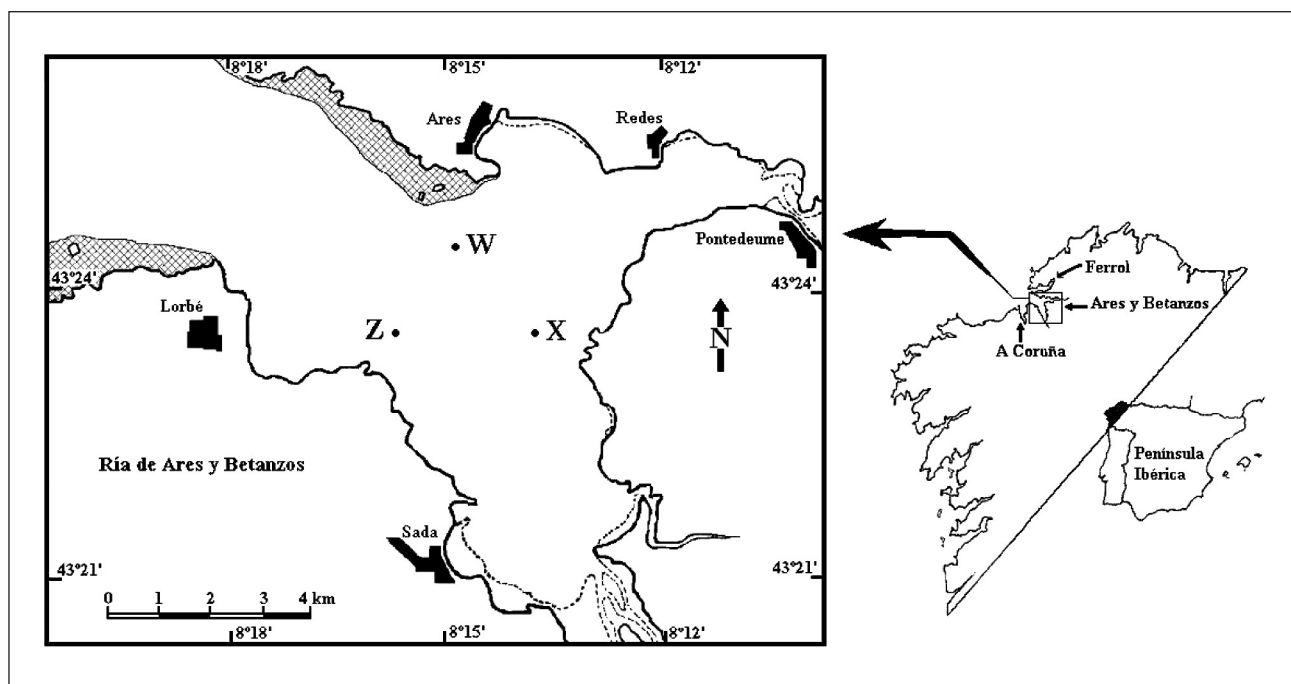 8°18' 8°15' 8°12'
Ares
Redes
W
Pontedeume
43°24' 43°24'
Lorbé
Z X
N
Ría de Ares y Betanzos
Sada
43°21' 43°21'
0 1 2 3 4 km
8°18' 8°15' 8°12'
Ferrol
Ares y Betanzos
A Coruña
Península
Ibérica